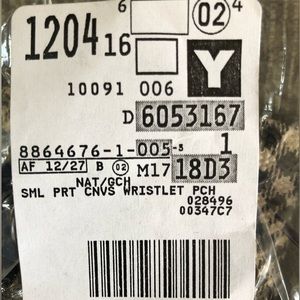 6 02 4
1204 16 Y
10091 006
D 6053167
8864676-1-005-S 1
AF 12/27 B 02 M17 18D3
NAT/GCH
SML PRT CNVS WRISTLET PCH
028496
00347C7